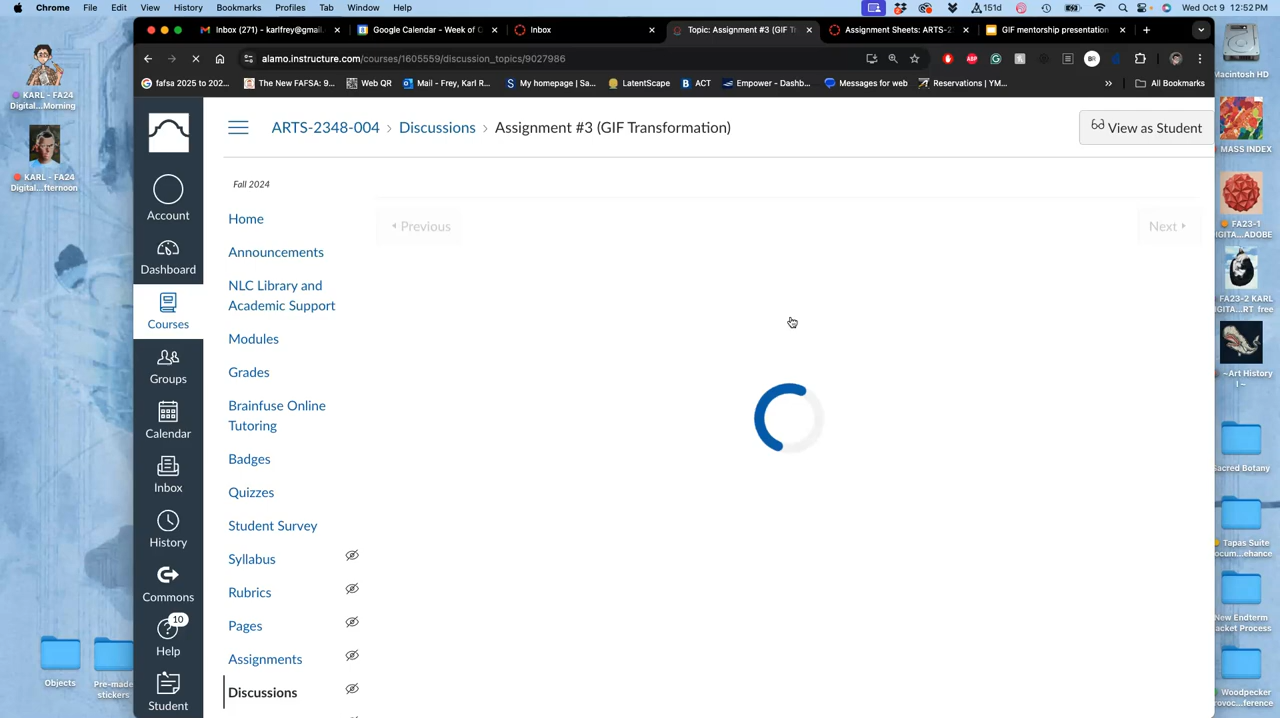 Chrome File Edit View History Bookmarks Profiles Tab Window Help
151d
Wed Oct 9 12:52 PM
Inbox (271) - karlfrey@gmail.
Google Calendar - Week of C
Inbox
Topic: Assignment #3 (GIF T
Assignment Sheets: ARTS-2
GIF mentorship presentation
alamo.instructure.com/courses/1605559/discussion_topics/9027986
fafsa 2025 to 202...
The New FAFSA: 9...
Web QR
Mail - Frey, Karl R...
My homepage | Sa...
LatentScape
BACT
Empower - Dashb...
Messages for web
Reservations | YM...
All Bookmarks
KARL - FA24
Digital...Morning
KARL - FA24
Digital...fternoon
Objects
Pre-made
stickers
Account
Dashboard
Courses
Groups
Calendar
Inbox
History
Commons
10
Help
Student
ARTS-2348-004 › Discussions › Assignment #3 (GIF Transformation)
View as Student
Fall 2024
Home
Announcements
NLC Library and
Academic Support
Modules
Grades
Brainfuse Online
Tutoring
Badges
Quizzes
Student Survey
Syllabus
Rubrics
Pages
Assignments
Discussions
Previous
Next
Macintosh HD
MASS INDEX
FA23-1
IGITA...ADOBE
FA23-2 KARL
IGITA...RT free
~Art History
I ~
Sacred Botany
Tapas Suite
ocum...ehance
New Endterm
acket Process
Woodpecker
rovoc...ference